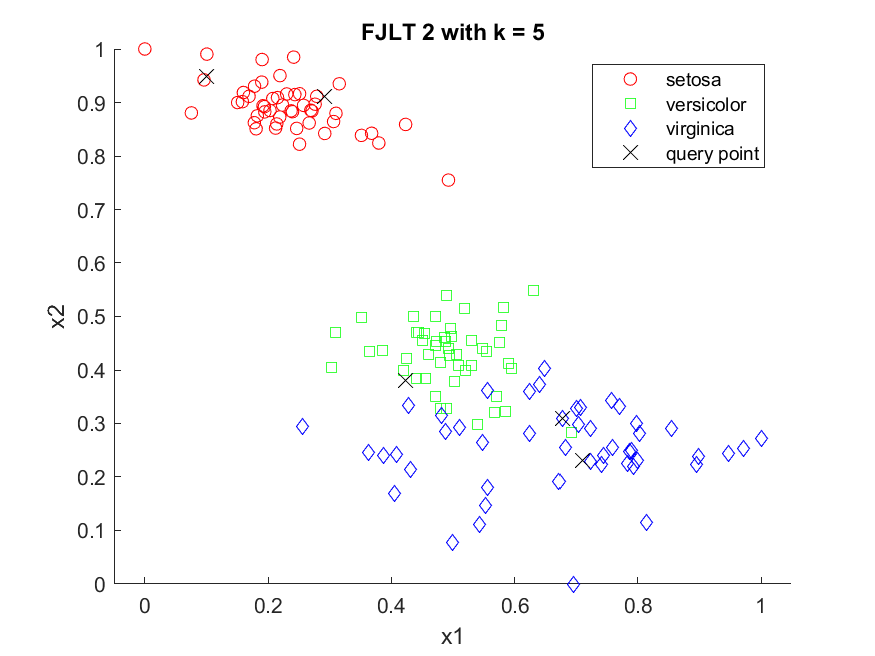 FJLT 2 with k = 5
setosa
versicolor
virginica
query point
x2
1
0.9
0.8
0.7
0.6
0.5
0.4
0.3
0.2
0.1
0
0 0.2 0.4 0.6 0.8 1
x1